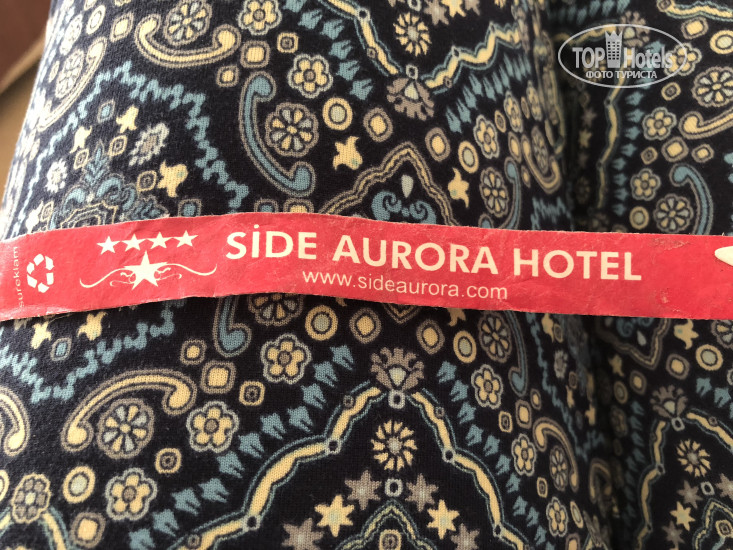 TOP Hotels
ФОТО ТУРИСТА
SİDE AURORA HOTEL
www.sideaurora.com